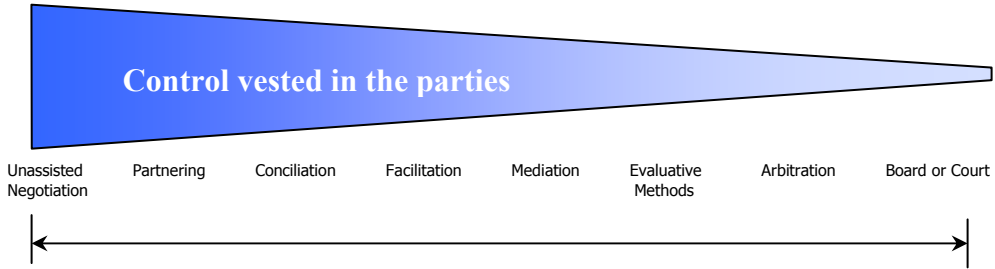 Control vested in the parties
Unassisted Partnering Conciliation Facilitation Mediation Evaluative Arbitration Board or Court
Negotiation Methods